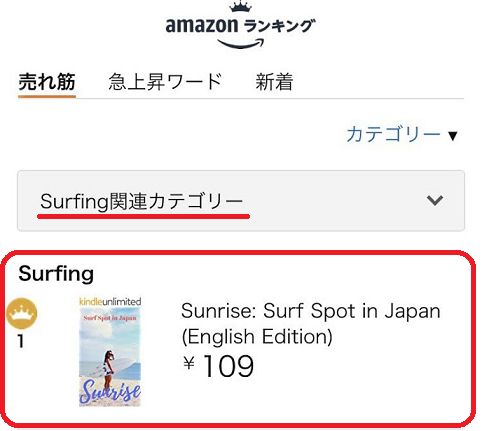 amazon ランキング
売れ筋 急上昇ワード 新着
カテゴリー ▼
Surfing関連カテゴリー
Surfing
1
kindleunlimited
Surf Spot in Japan
Sunrise
Sunrise: Surf Spot in Japan
(English Edition)
￥109